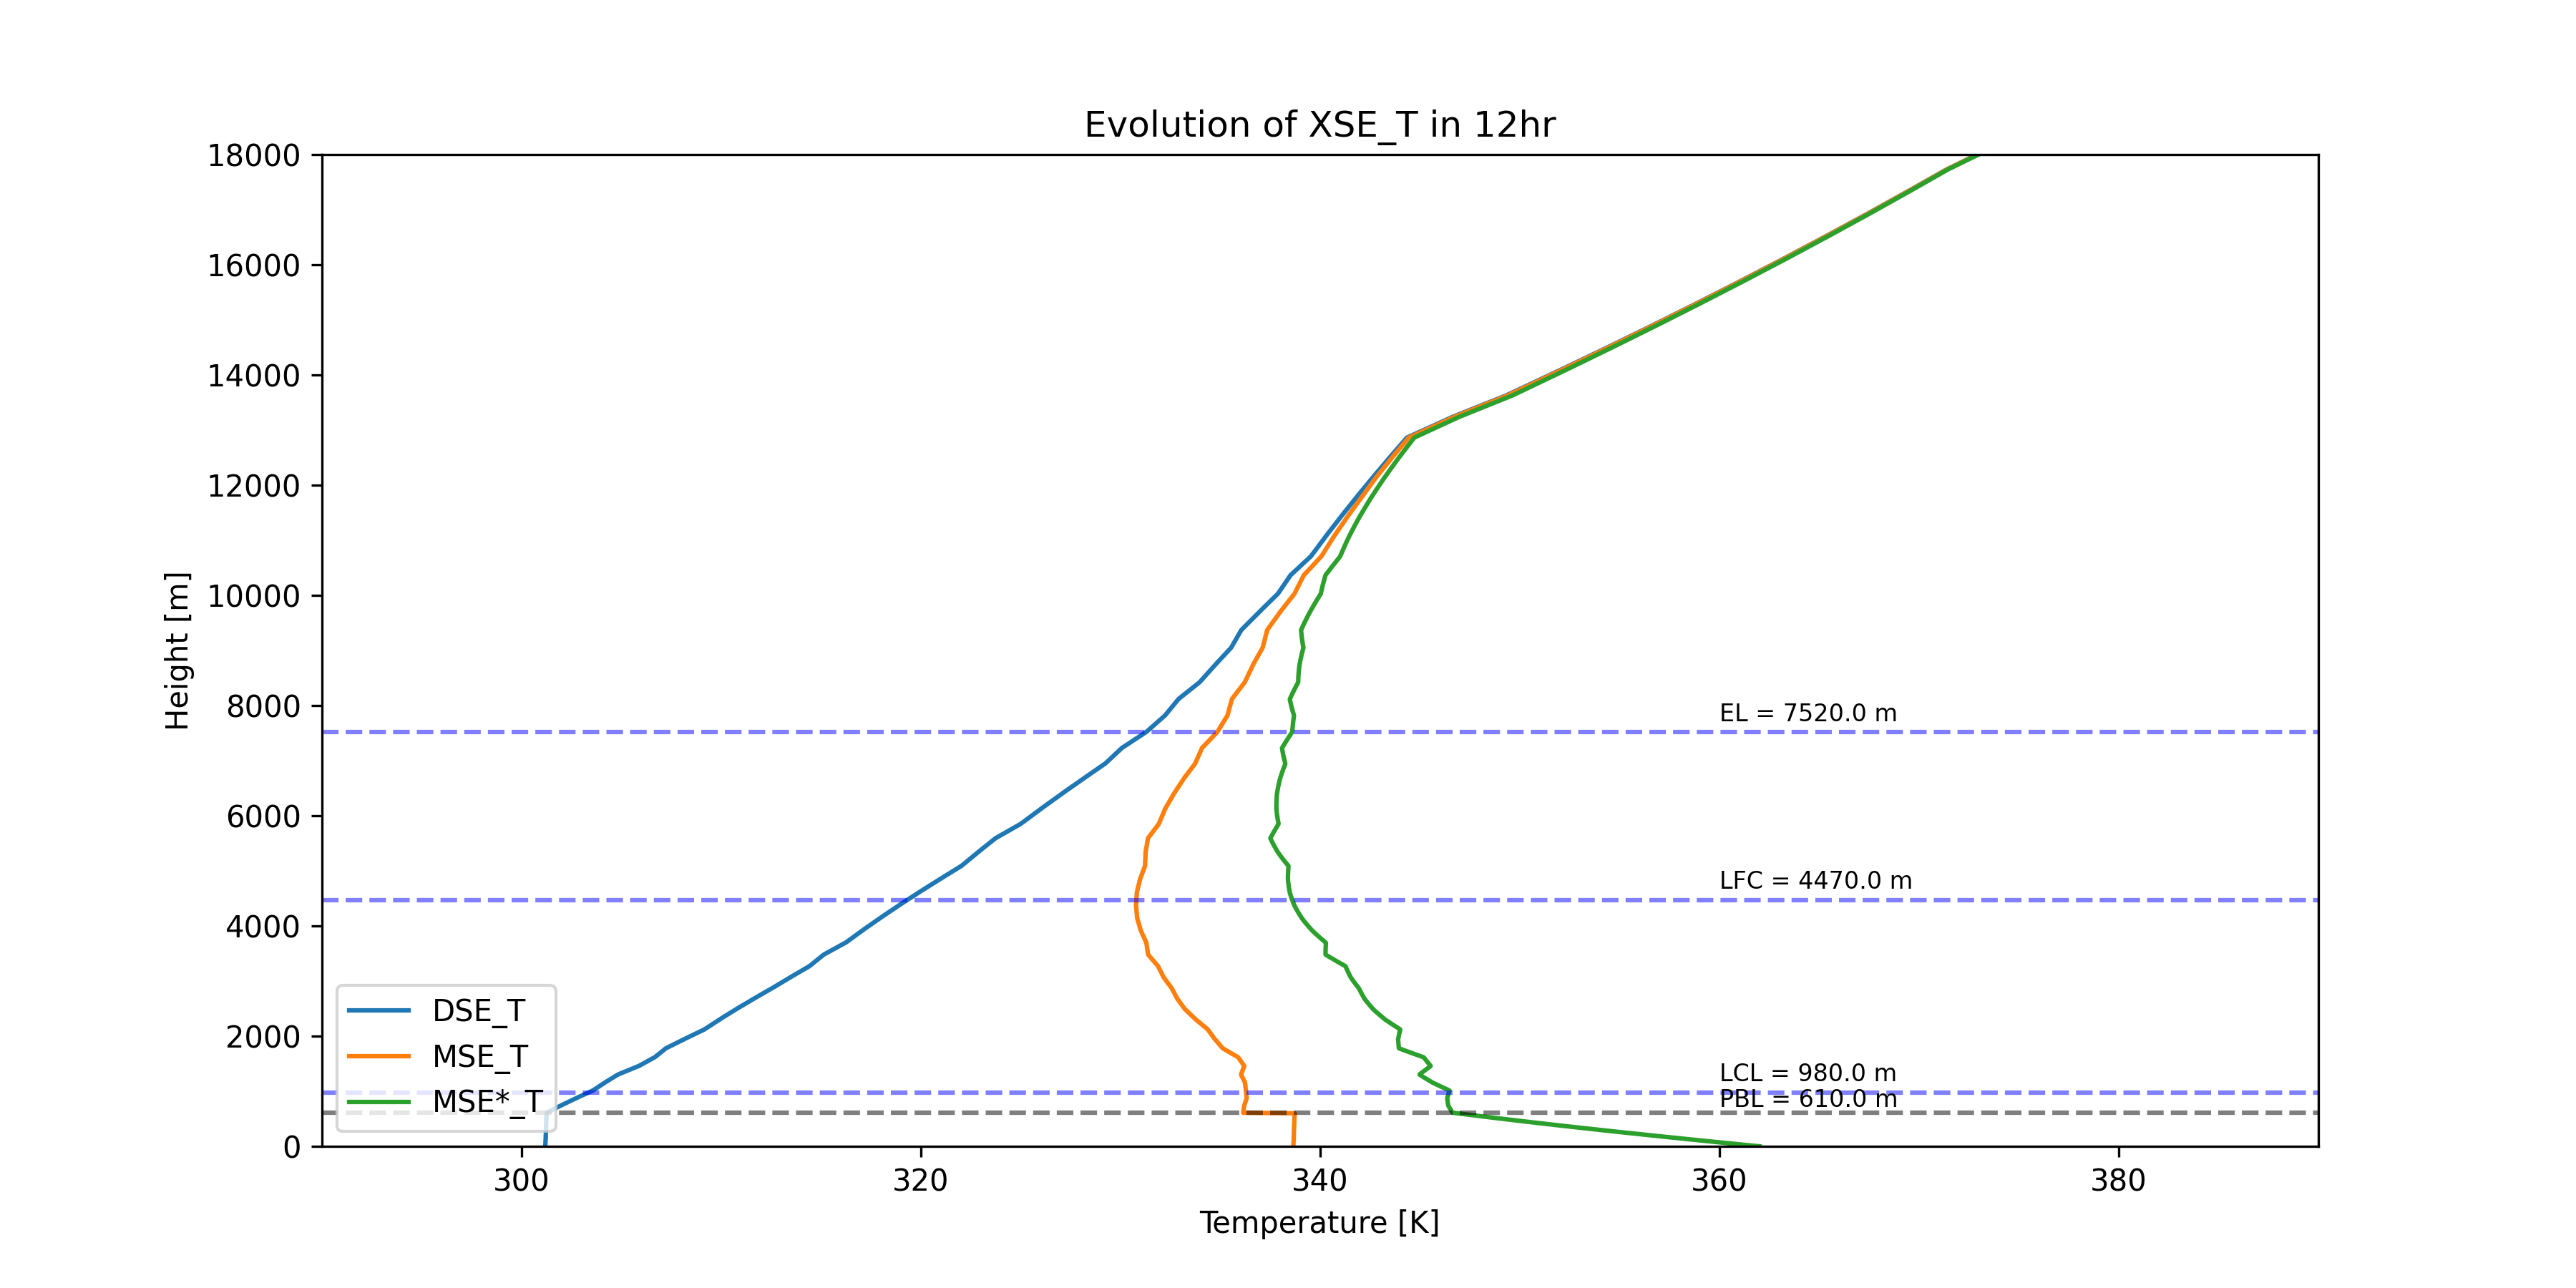 Evolution of XSE_T in 12hr
18000
16000
14000
12000
10000
8000
6000
4000
2000
0
Height [m]
EL = 7520.0 m
LFC = 4470.0 m
LCL = 980.0 m
PBL = 610.0 m
DSE_T
MSE_T
MSE*_T
300
320
340
360
380
Temperature [K]